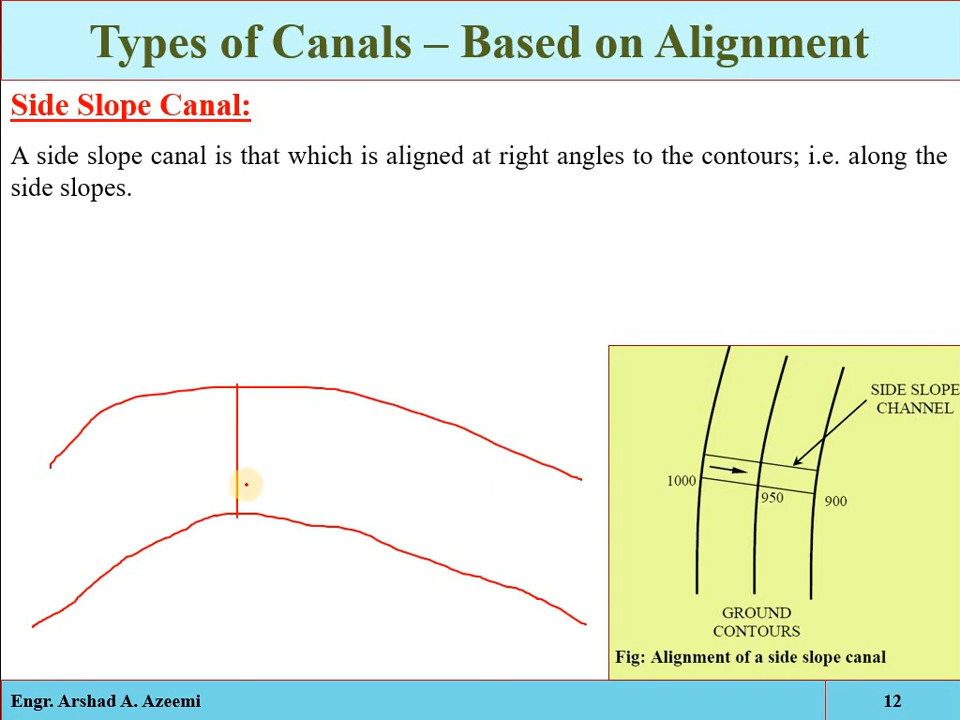 Types of Canals – Based on Alignment
Side Slope Canal:
A side slope canal is that which is aligned at right angles to the contours; i.e. along the
side slopes.
SIDE SLOPE
CHANNEL
1000
950
900
GROUND
CONTOURS
Fig: Alignment of a side slope canal
Engr. Arshad A. Azeemi
12